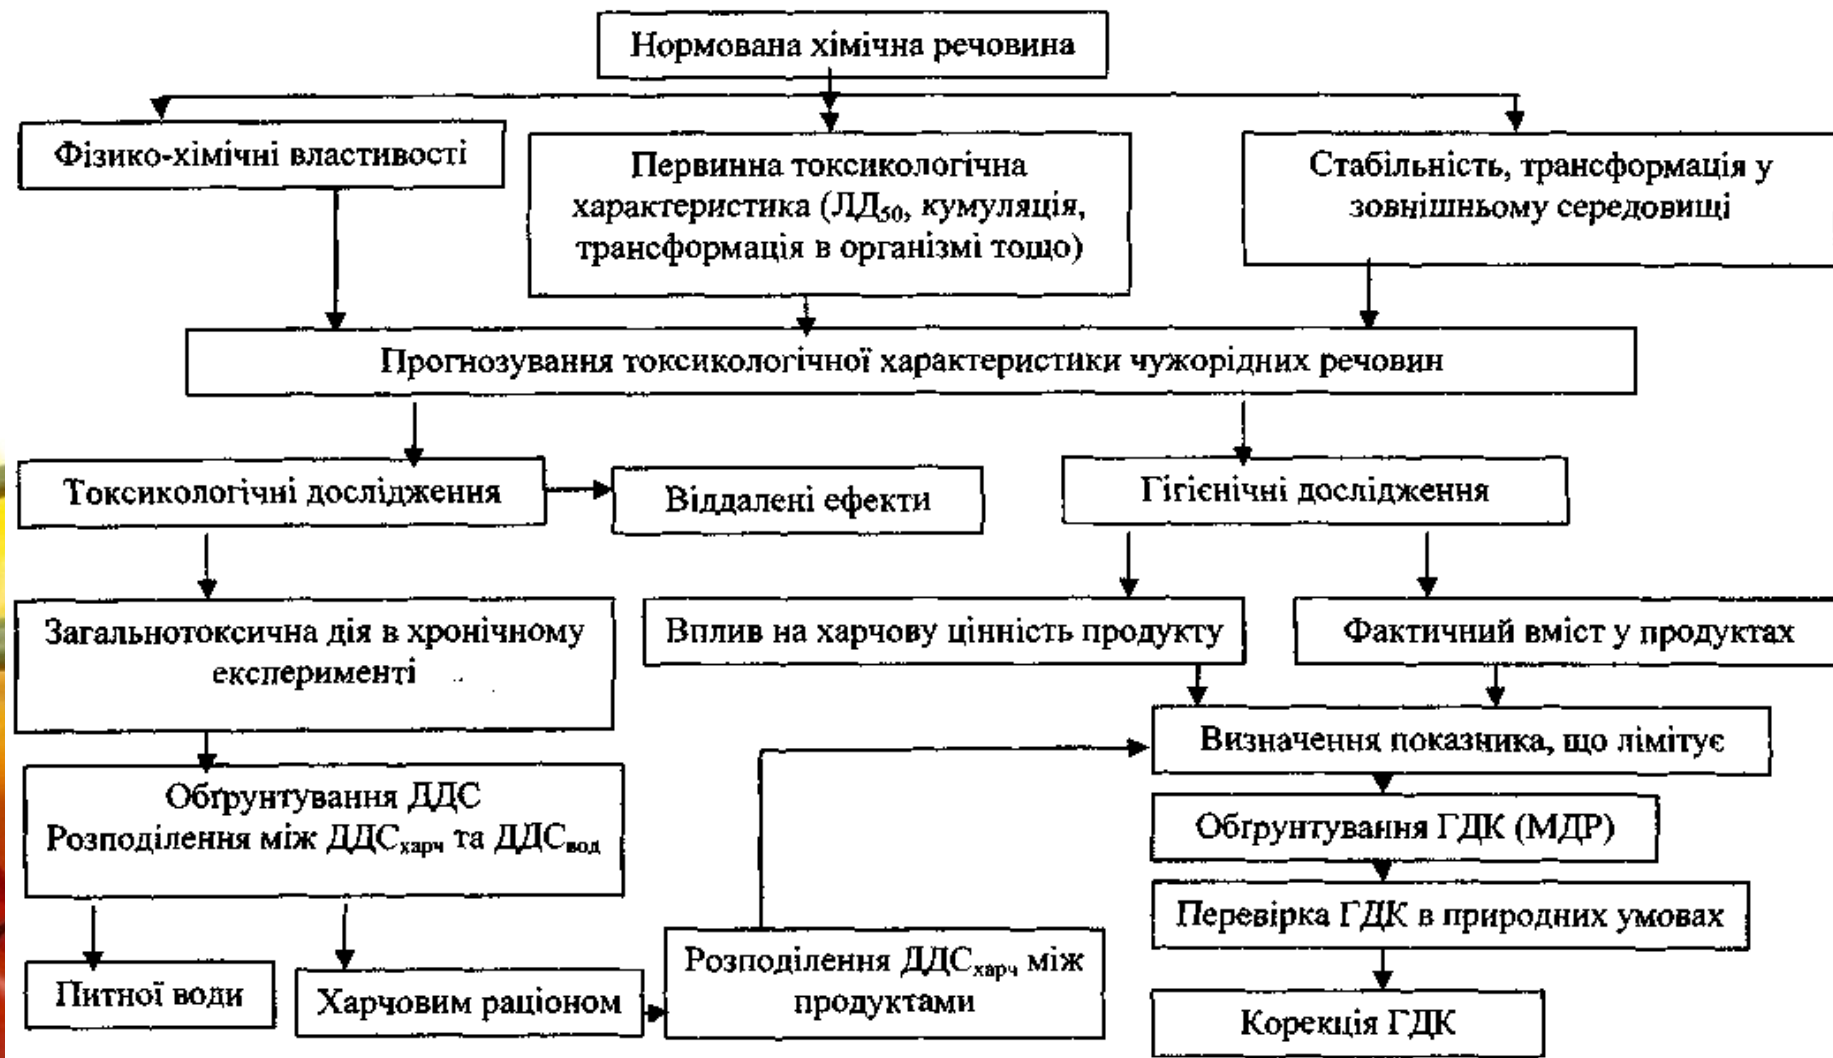 Нормована хімічна речовина
Фізико-хімічні властивості
Первинна токсикологічна
характеристика (ЛД₅₀, кумуляція,
трансформація в організмі тощо)
Стабільність, трансформація у
зовнішньому середовищі
Прогнозування токсикологічної характеристики чужорідних речовин
Токсикологічні дослідження
Віддалені ефекти
Гігієнічні дослідження
Загальнотоксична дія в хронічному
експерименті
Вплив на харчову цінність продукту
Фактичний вміст у продуктах
Визначення показника, що лімітує
Обґрунтування ДДС
Розподілення між ДДСхарч та ДДСвод
Обґрунтування ГДК (МДР)
Перевірка ГДК в природних умовах
Питної води
Харчовим раціоном
Розподілення ДДСхарч між
продуктами
Корекція ГДК